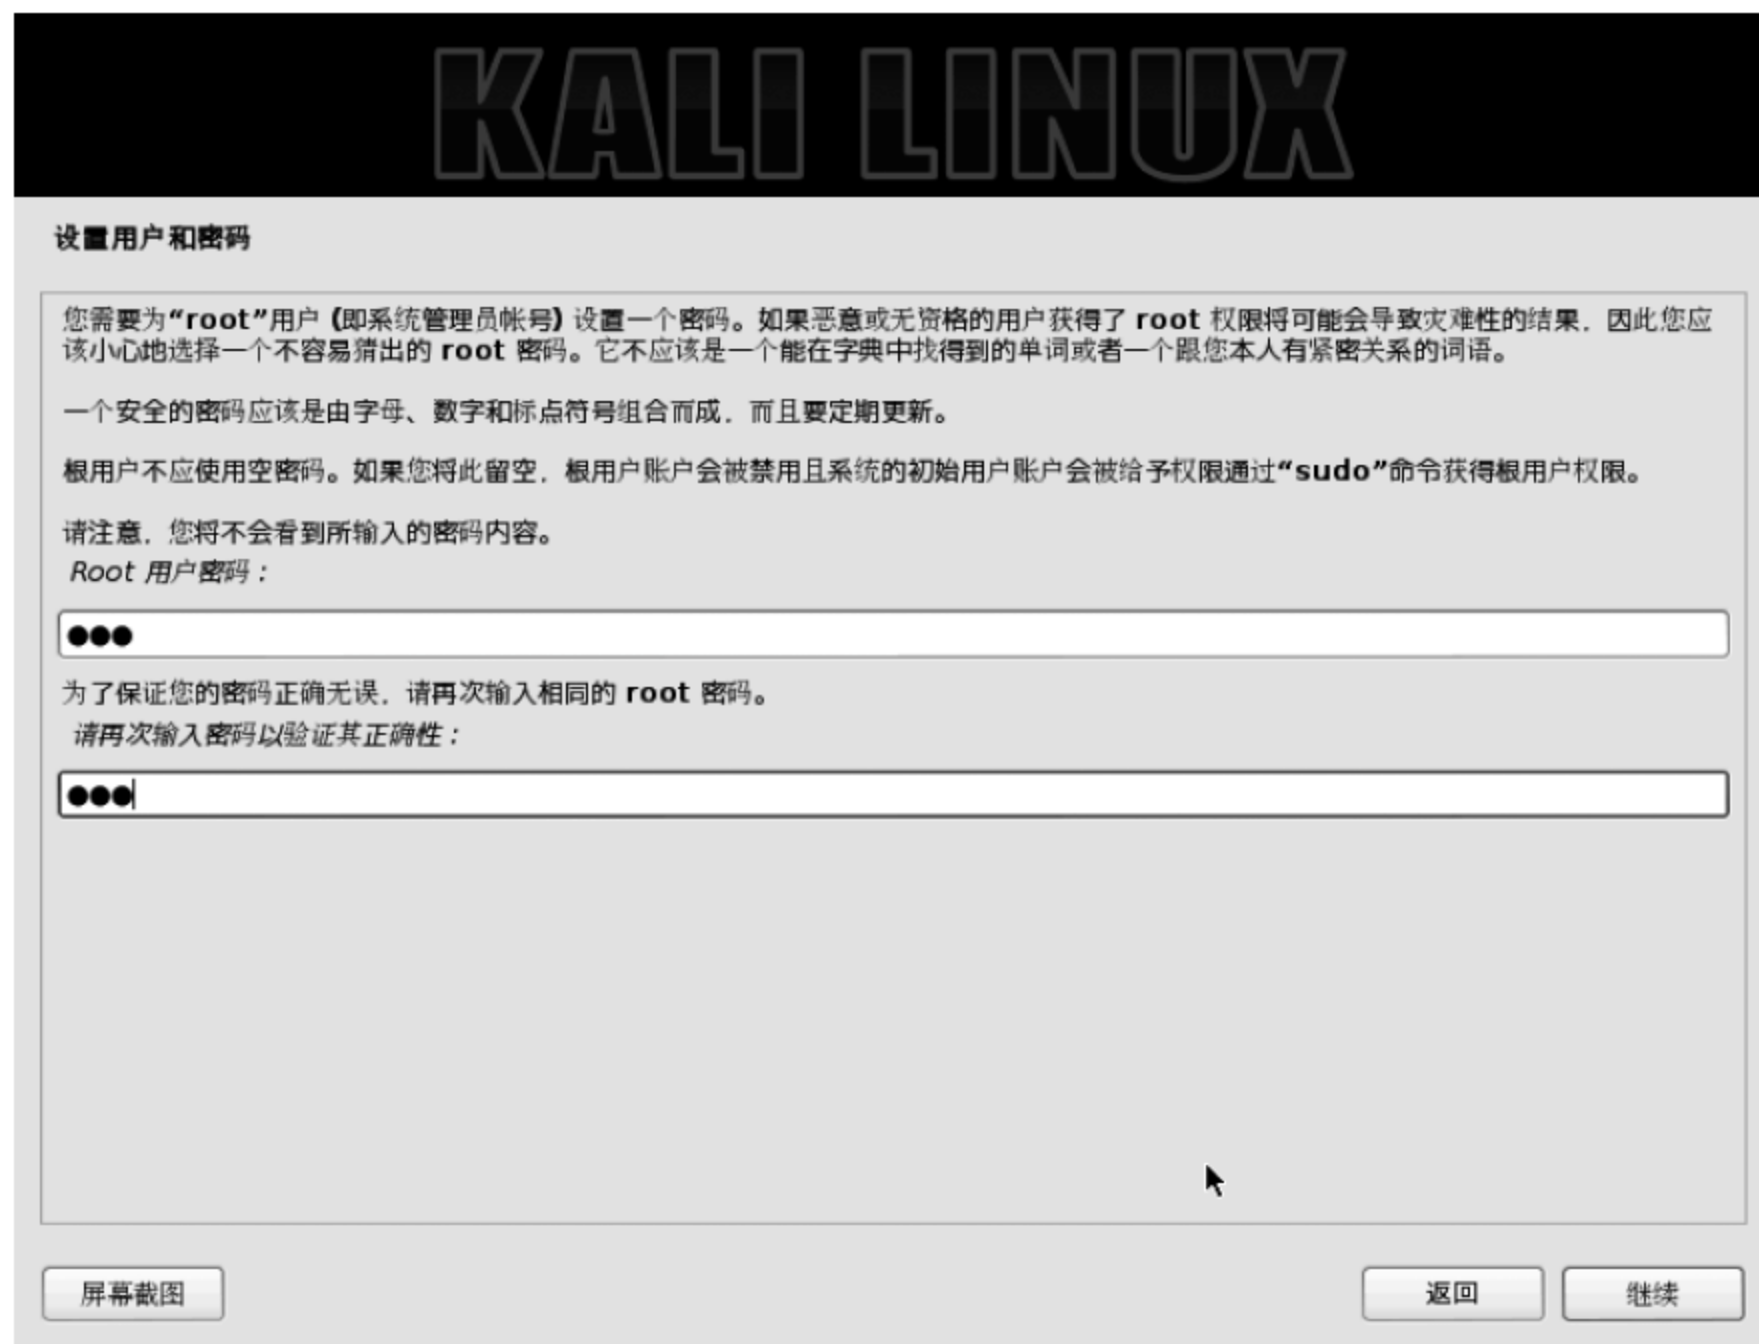 KALI LINUX
设置用户和密码
您需要为“root”用户 (即系统管理员帐号) 设置一个密码。如果恶意或无资格的用户获得了 root 权限将可能会导致灾难性的结果，因此您应
该小心地选择一个不容易猜出的 root 密码。它不应该是一个能在字典中找得到的单词或者一个跟您本人有紧密关系的词语。
一个安全的密码应该是由字母、数字和标点符号组合而成，而且要定期更新。
根用户不应使用空密码。如果您将此留空，根用户账户会被禁用且系统的初始用户账户会被给予权限通过“sudo”命令获得根用户权限。
请注意，您将不会看到所输入的密码内容。
Root 用户密码：
●●●
为了保证您的密码正确无误，请再次输入相同的 root 密码。
请再次输入密码以验证其正确性：
●●●
屏幕截图
返回
继续